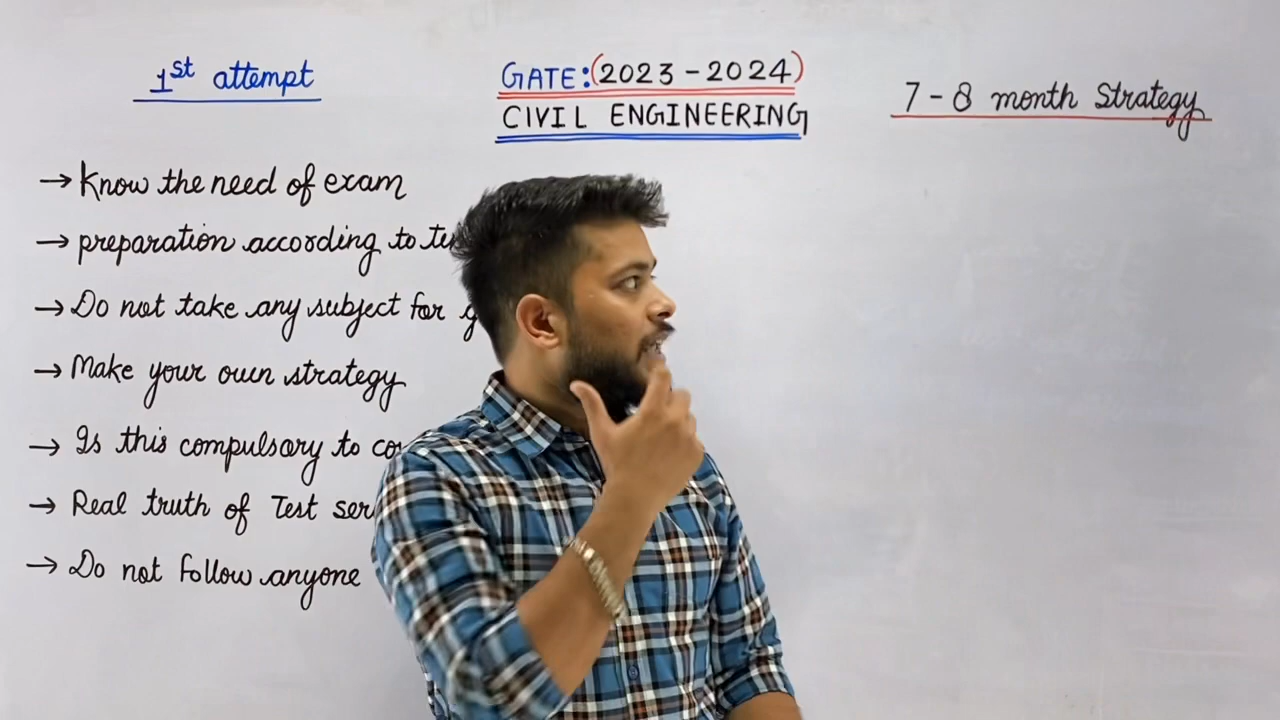 1st attempt
GATE:(2023-2024)
CIVIL ENGINEERING
7-8 month Strategy
→ Know the need of exam
→ preparation according to
→ Do not take any subject for
→ Make your own strategy
→ Is this compulsory to
→ Real truth of Test
→ Do not follow anyone